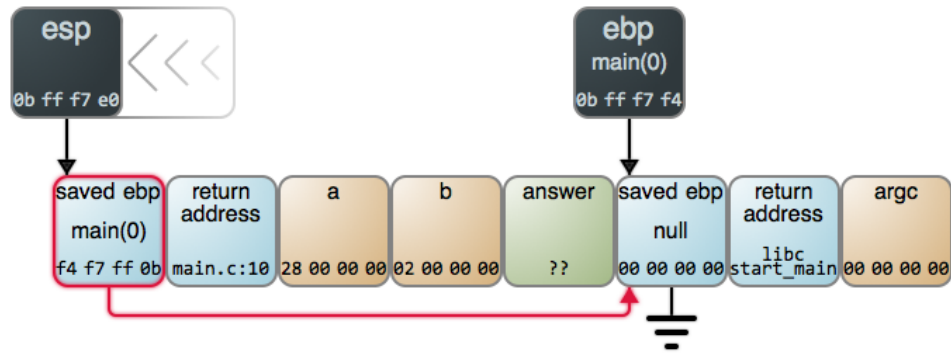 esp
0b ff f7 e0
ebp
main(0)
0b ff f7 f4
saved ebp
main(0)
f4 f7 ff 0b
return
address
main.c:10
a
28 00 00 00
b
02 00 00 00
answer
??
saved ebp
null
00 00 00 00
return
address
libc
start_main
argc
00 00 00 00